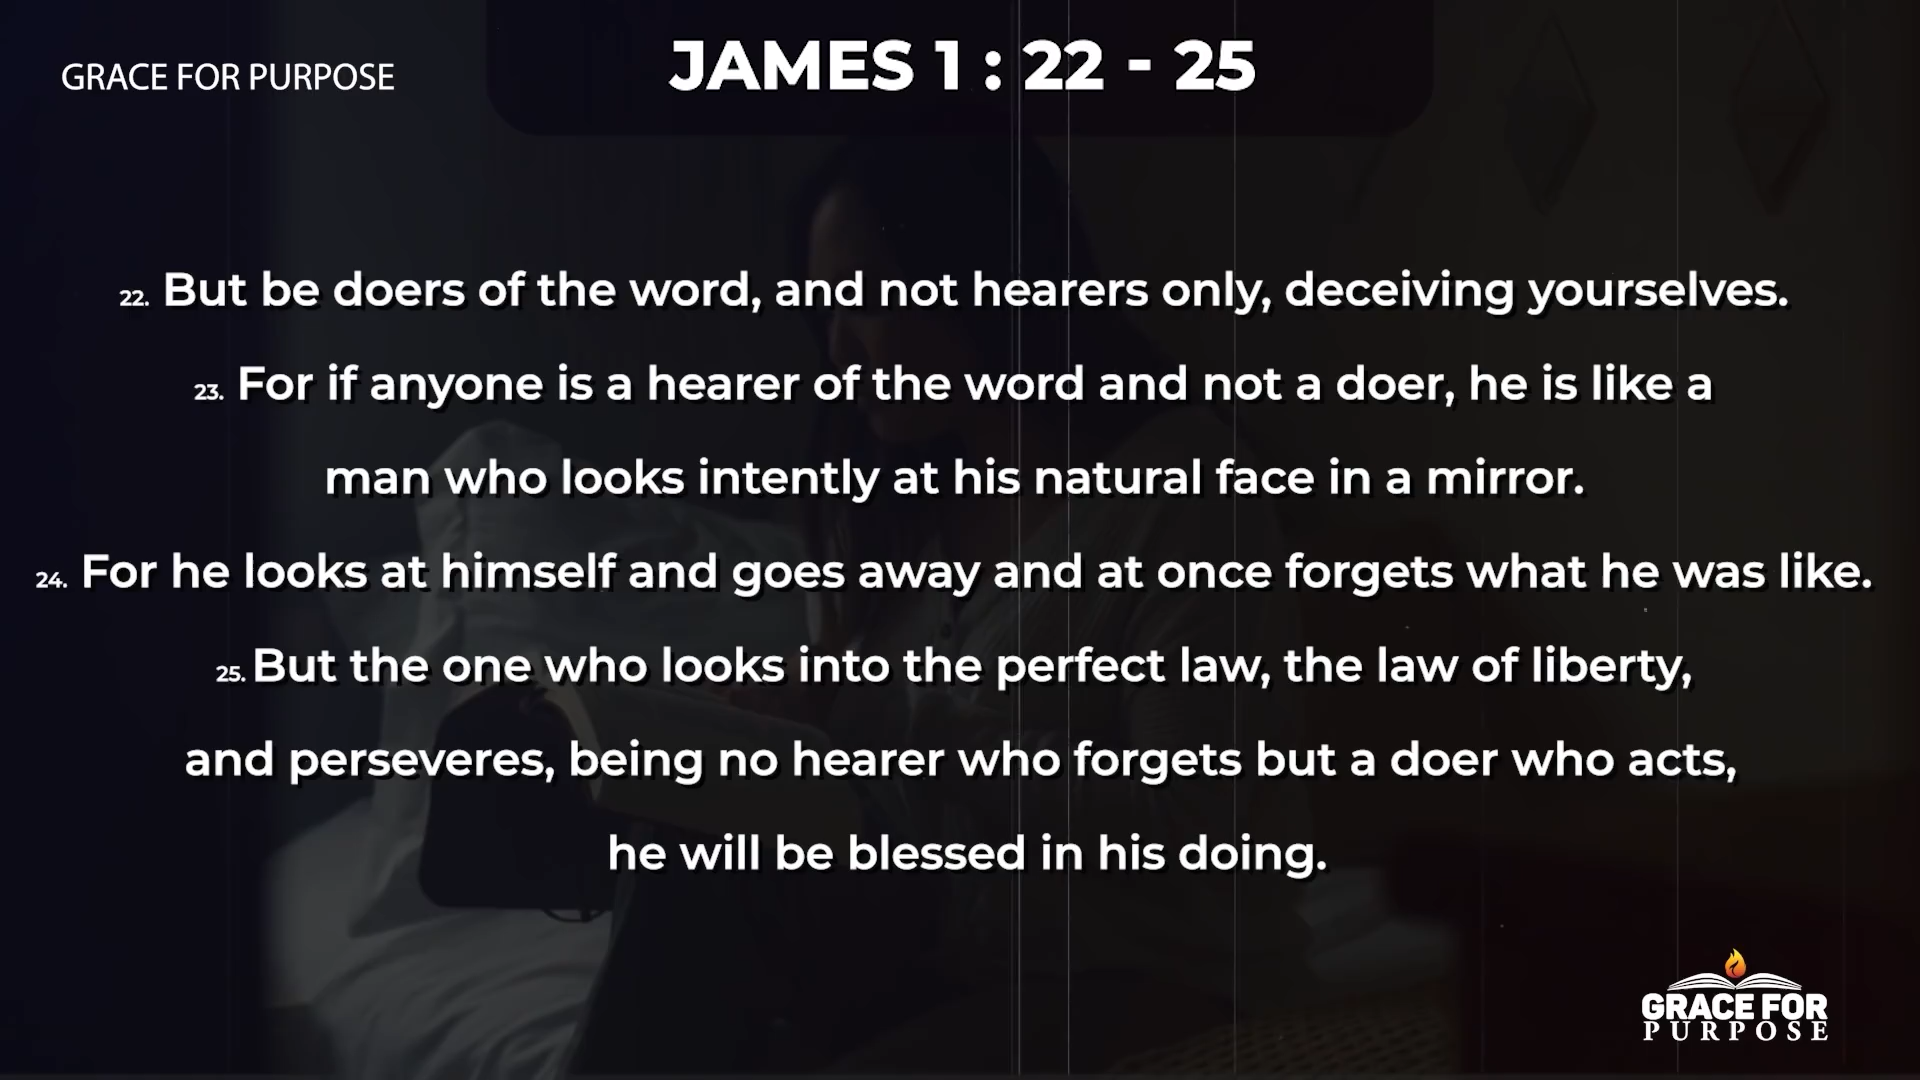 GRACE FOR PURPOSE
JAMES 1 : 22 - 25
22. But be doers of the word, and not hearers only, deceiving yourselves.
23. For if anyone is a hearer of the word and not a doer, he is like a
man who looks intently at his natural face in a mirror.
24. For he looks at himself and goes away and at once forgets what he was like.
25. But the one who looks into the perfect law, the law of liberty,
and perseveres, being no hearer who forgets but a doer who acts,
he will be blessed in his doing.
GRACE FOR
PURPOSE